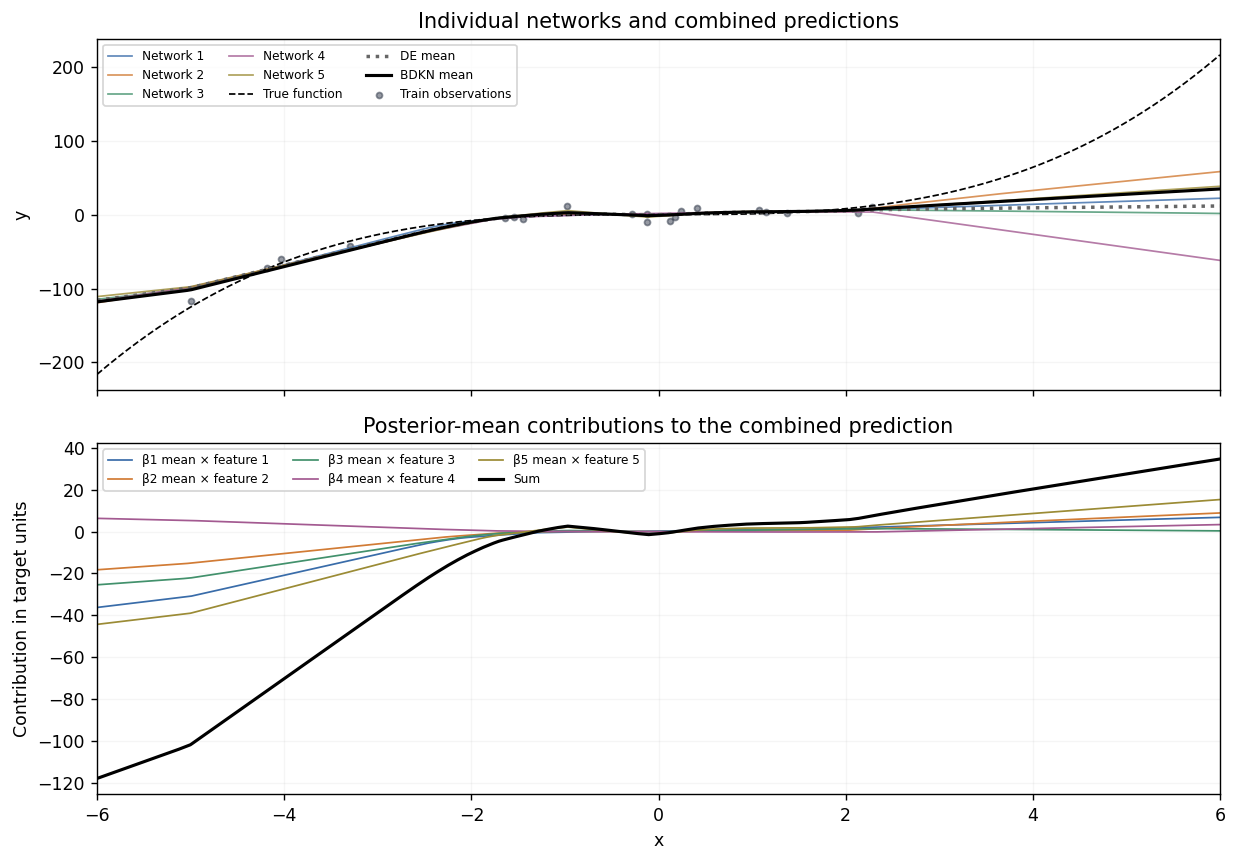 Individual networks and combined predictions
Network 1
Network 2
Network 3
Network 4
Network 5
True function
DE mean
BDKN mean
Train observations
y
200
100
0
−100
−200
Posterior-mean contributions to the combined prediction
β1 mean × feature 1
β2 mean × feature 2
β3 mean × feature 3
β4 mean × feature 4
β5 mean × feature 5
Sum
Contribution in target units
40
20
0
−20
−40
−60
−80
−100
−120
−6 −4 −2 0 2 4 6
x